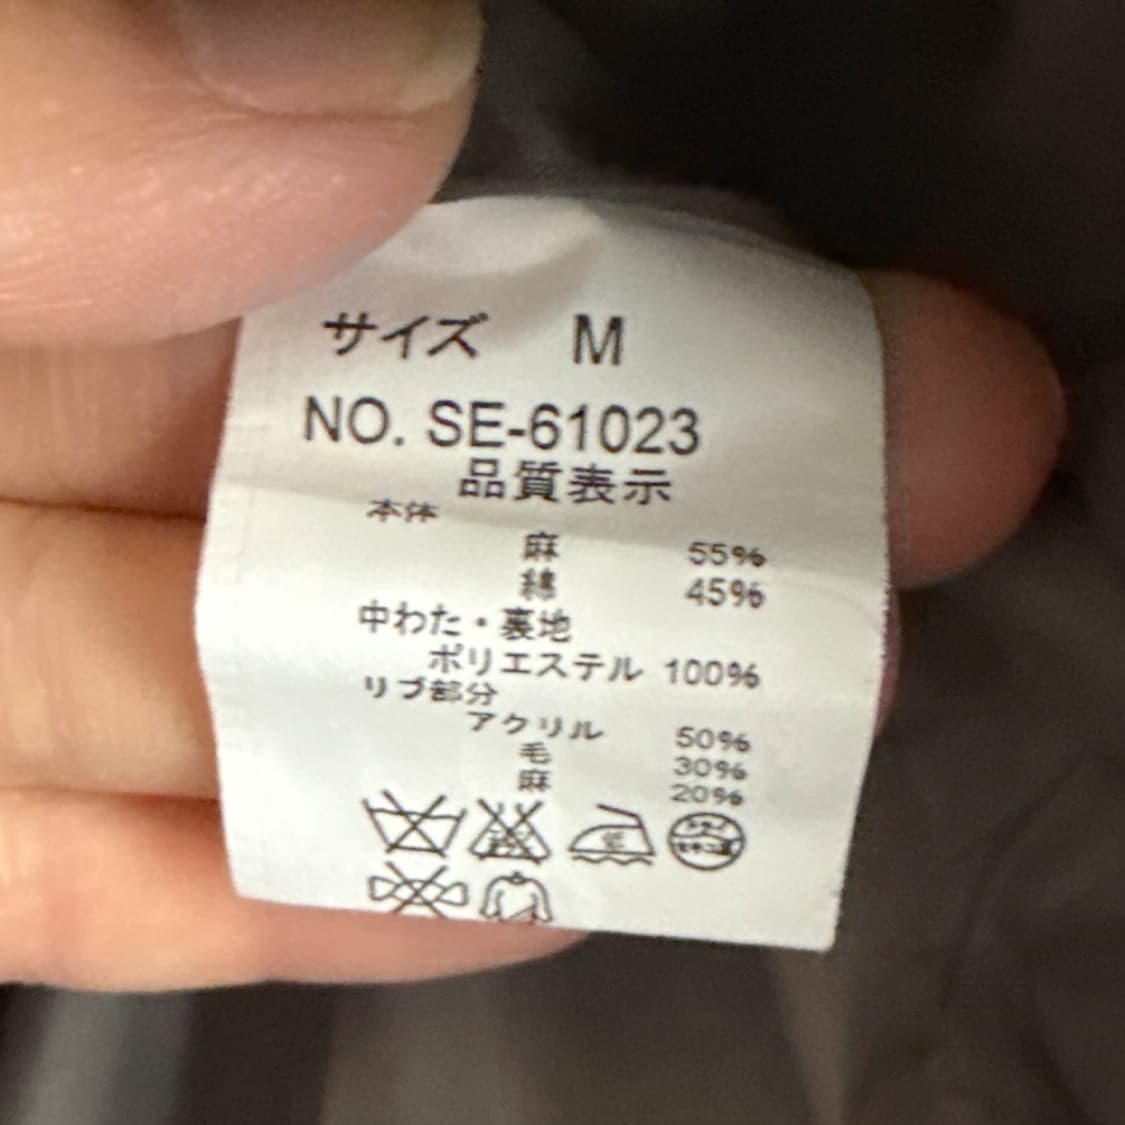 サイズ M
NO. SE-61023
品質表示
本体
麻 55%
綿 45%
中わた・裏地
ポリエステル 100%
リブ部分
アクリル 50%
毛 30%
麻 20%